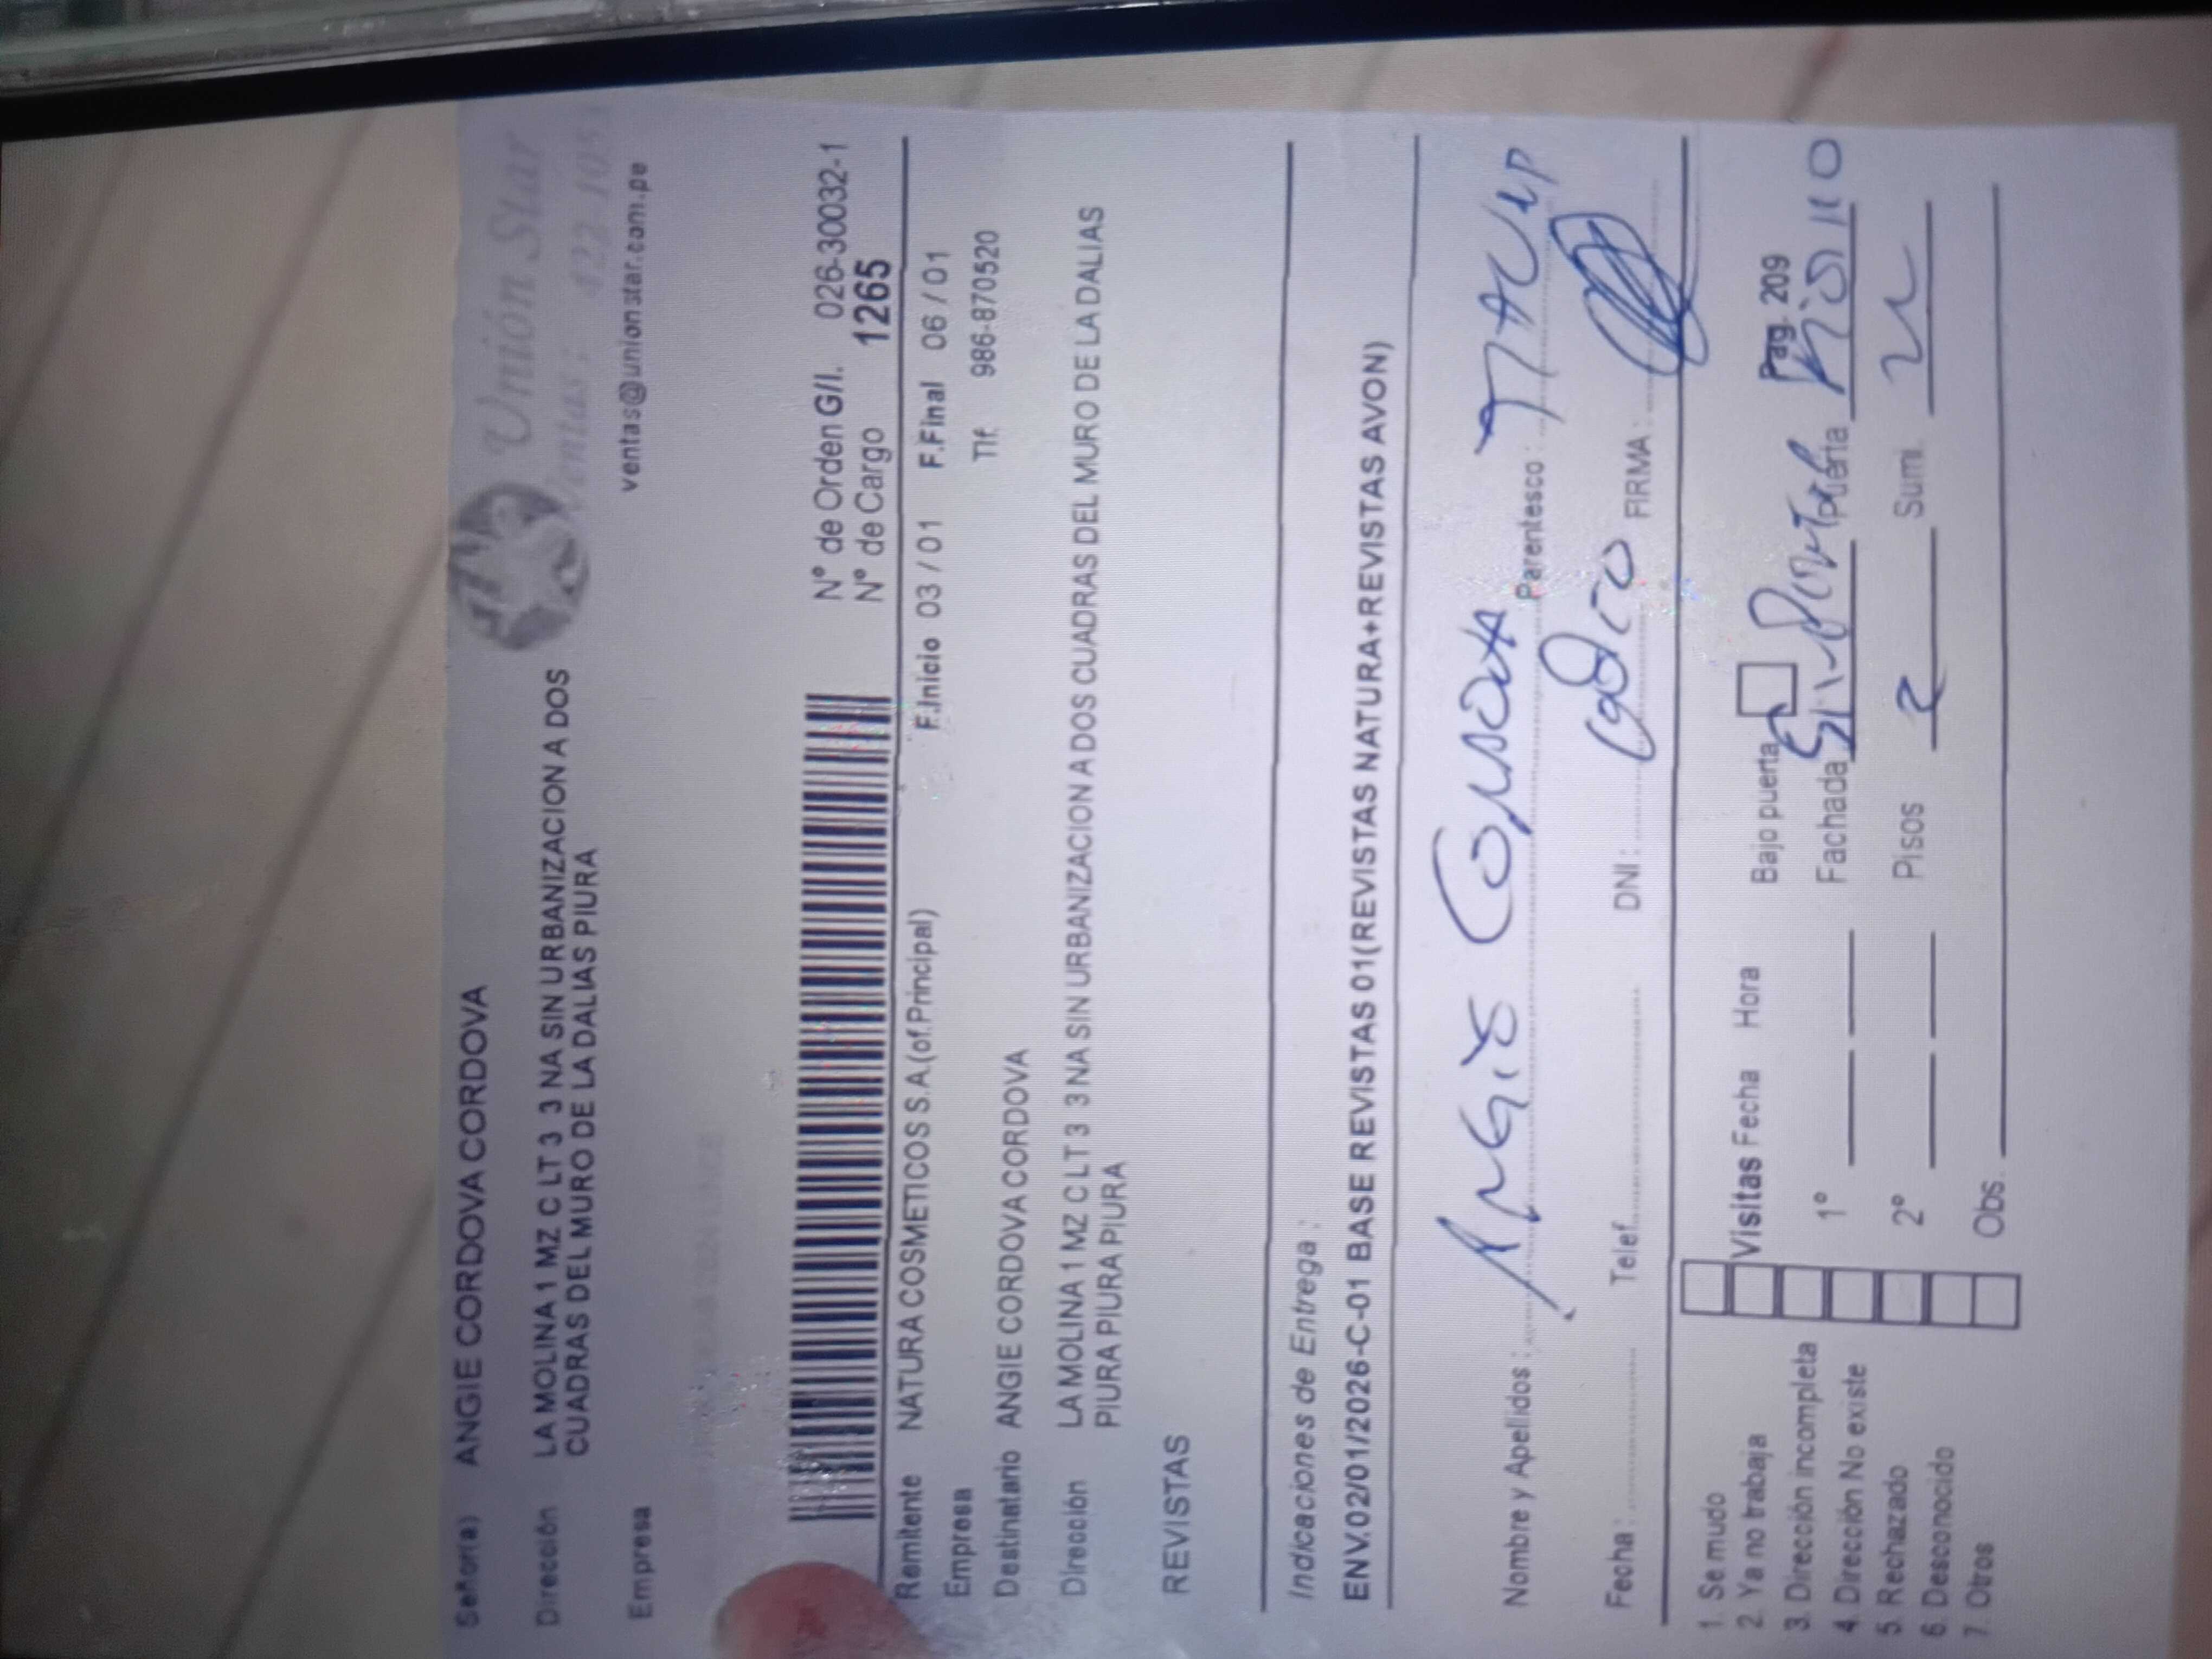 Unión Star
Ventas : 422-105
ventas@unionstar.com.pe
Señor(a) ANGIE CORDOVA CORDOVA
Dirección LA MOLINA 1 MZ C LT 3 3 NA SIN URBANIZACION A DOS
CUADRAS DEL MURO DE LA DALIAS PIURA
Empresa
N° de Orden G/I. 026-30032-1
N° de Cargo 1265
Remitente NATURA COSMETICOS S.A.(of.Principal) F.Inicio 03 / 01 F.Final 06 / 01
Empresa Tlf. 986-870520
Destinatario ANGIE CORDOVA CORDOVA
Dirección LA MOLINA 1 MZ C LT 3 3 NA SIN URBANIZACION A DOS CUADRAS DEL MURO DE LA DALIAS
PIURA PIURA PIURA
REVISTAS
Indicaciones de Entrega :
ENV.02/01/2026-C-01 BASE REVISTAS 01(REVISTAS NATURA+REVISTAS AVON)
Nombre y Apellidos : Angie Cordova Parentesco :
Fecha : Telef. DNI : FIRMA :
1. Se mudo
2. Ya no trabaja
3. Dirección incompleta
4. Dirección No existe
5. Rechazado
6. Desconocido
7. Otros
Visitas Fecha Hora
1°
2°
Obs.
Bajo puerta Pag. 209
Fachada Puerta
Pisos 2 Sumi.